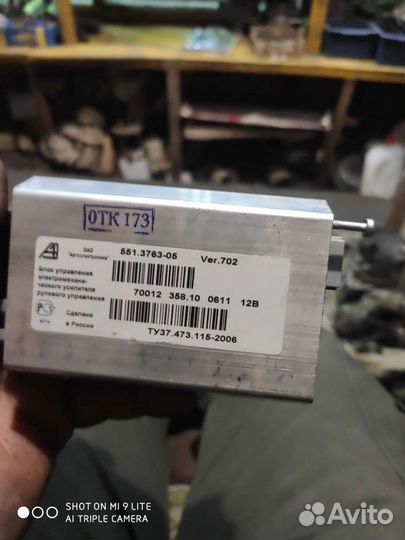 ОТК 173
ОАО
"Автоэлектроника"
551.3763-05
Ver.702
Блок управления
электромехани-
ческого усилителя
рулевого управления
70012 358.10 0611 12В
Сделано
в России
ТУ37.473.115-2006
SHOT ON MI 9 LITE
AI TRIPLE CAMERA
Avito